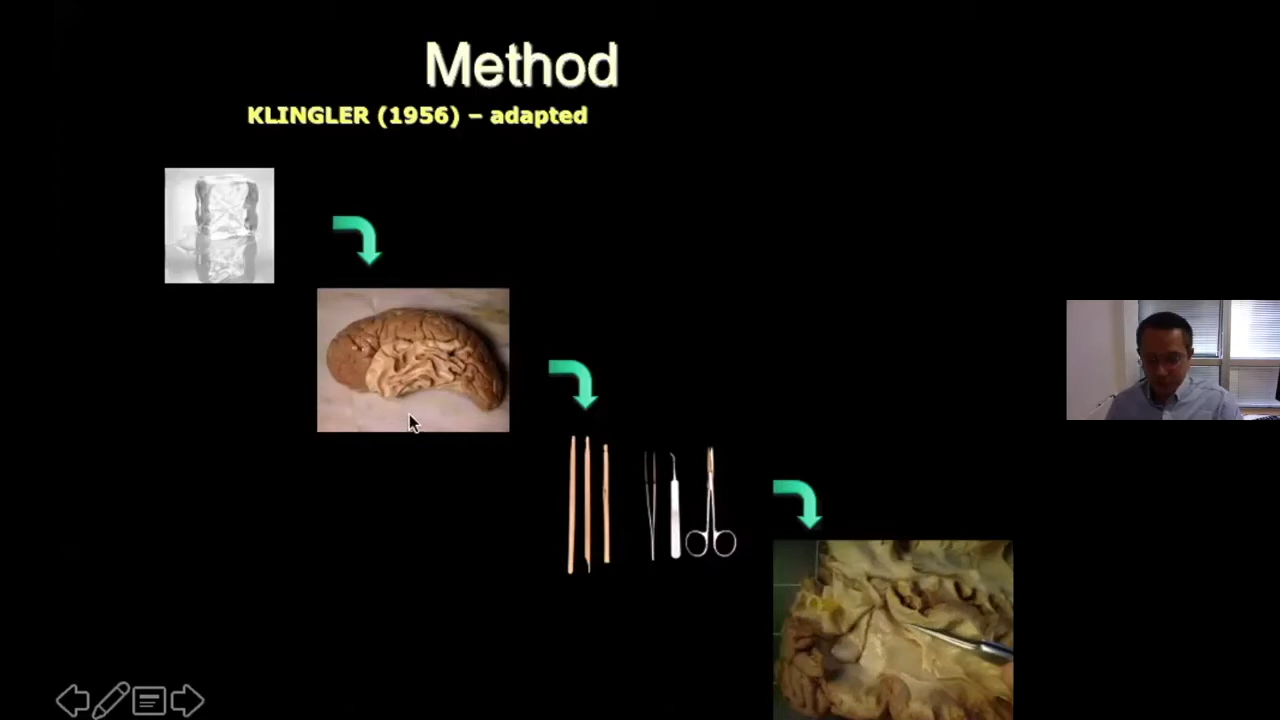 Method
KLINGLER (1956) – adapted